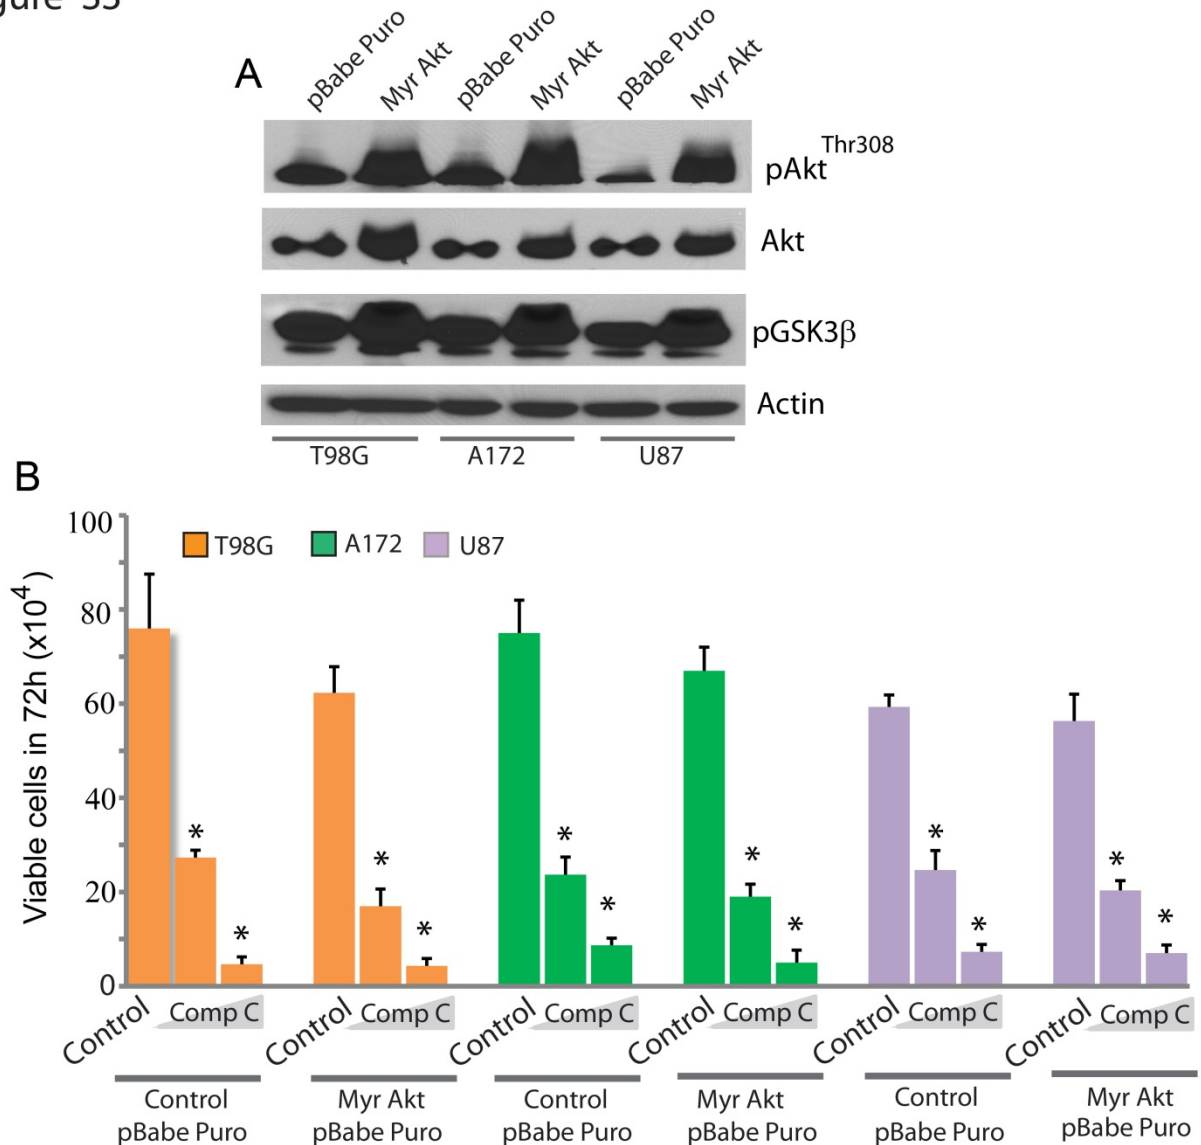 A
pBabe Puro
Myr Akt
pBabe Puro
Myr Akt
pBabe Puro
Myr Akt
pAkt Thr308
Akt
pGSK3β
Actin
T98G A172 U87
B
Viable cells in 72h (x10⁴)
100
80
60
40
20
0
T98G A172 U87
* * * * * * * * * * * *
Control Comp C Control Comp C Control Comp C Control Comp C Control Comp C Control Comp C
Control Myr Akt Control Myr Akt Control Myr Akt
pBabe Puro pBabe Puro pBabe Puro pBabe Puro pBabe Puro pBabe Puro